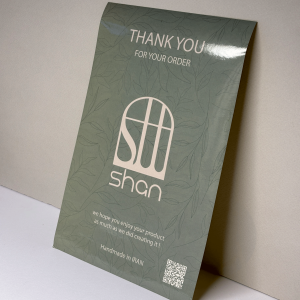 THANK YOU
FOR YOUR ORDER
shan
we hope you enjoy your product
as much as we did creating it !
Handmade in IRAN